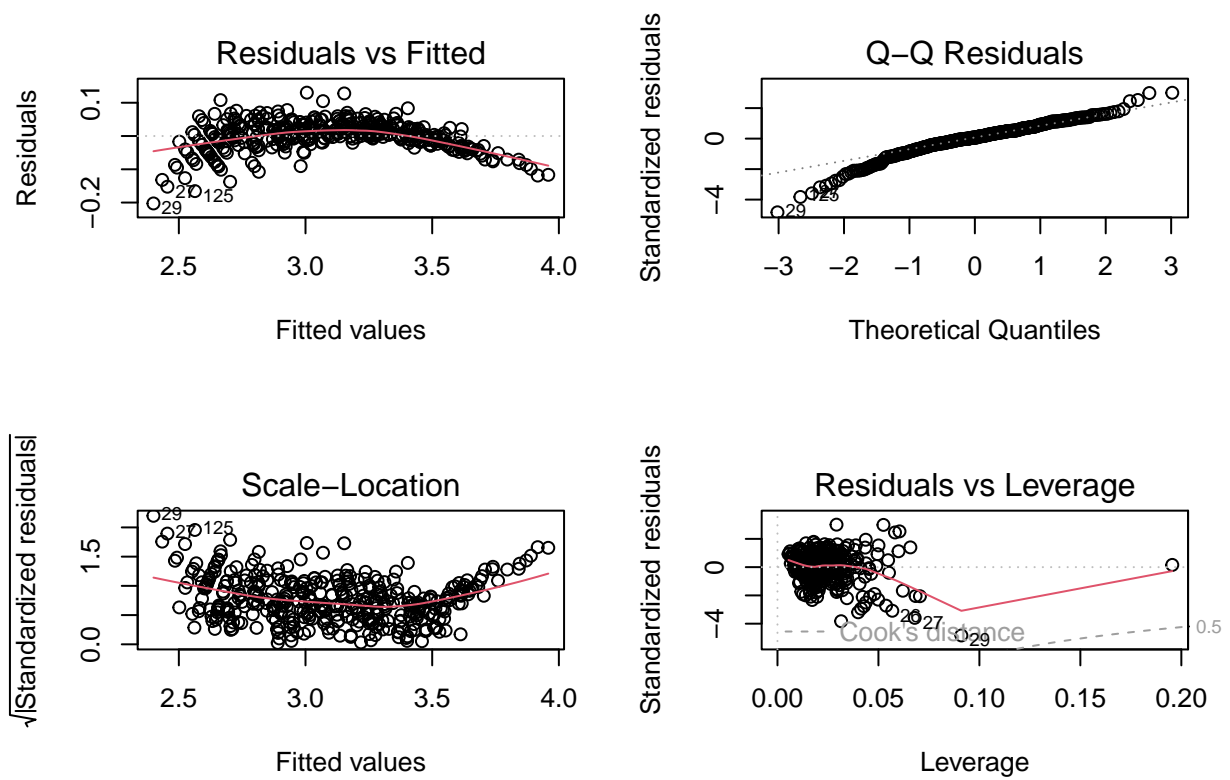 Residuals vs Fitted
Residuals
0.1
−0.2
27
125
29
2.5 3.0 3.5 4.0
Fitted values
Q−Q Residuals
Standardized residuals
0
−4
29
−3 −2 −1 0 1 2 3
Theoretical Quantiles
Scale−Location
√|Standardized residuals|
1.5
0.0
29
27
125
2.5 3.0 3.5 4.0
Fitted values
Residuals vs Leverage
Standardized residuals
0
−4
27
29
Cook's distance
0.5
0.00 0.05 0.10 0.15 0.20
Leverage